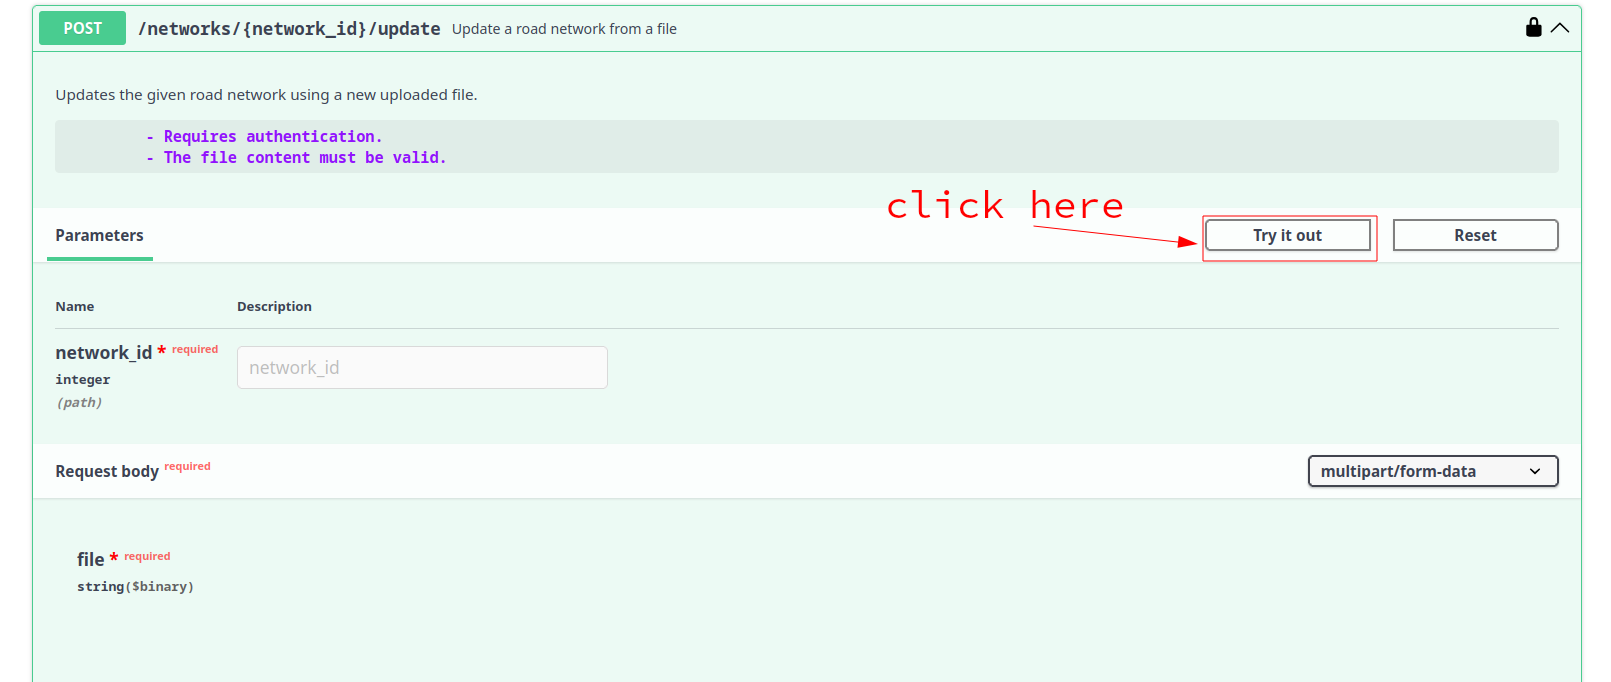 POST /networks/{network_id}/update Update a road network from a file
Updates the given road network using a new uploaded file.
- Requires authentication.
- The file content must be valid.
click here
Parameters
Try it out
Reset
Name Description
network_id * required
integer
(path)
network_id
Request body required
multipart/form-data
file * required
string($binary)